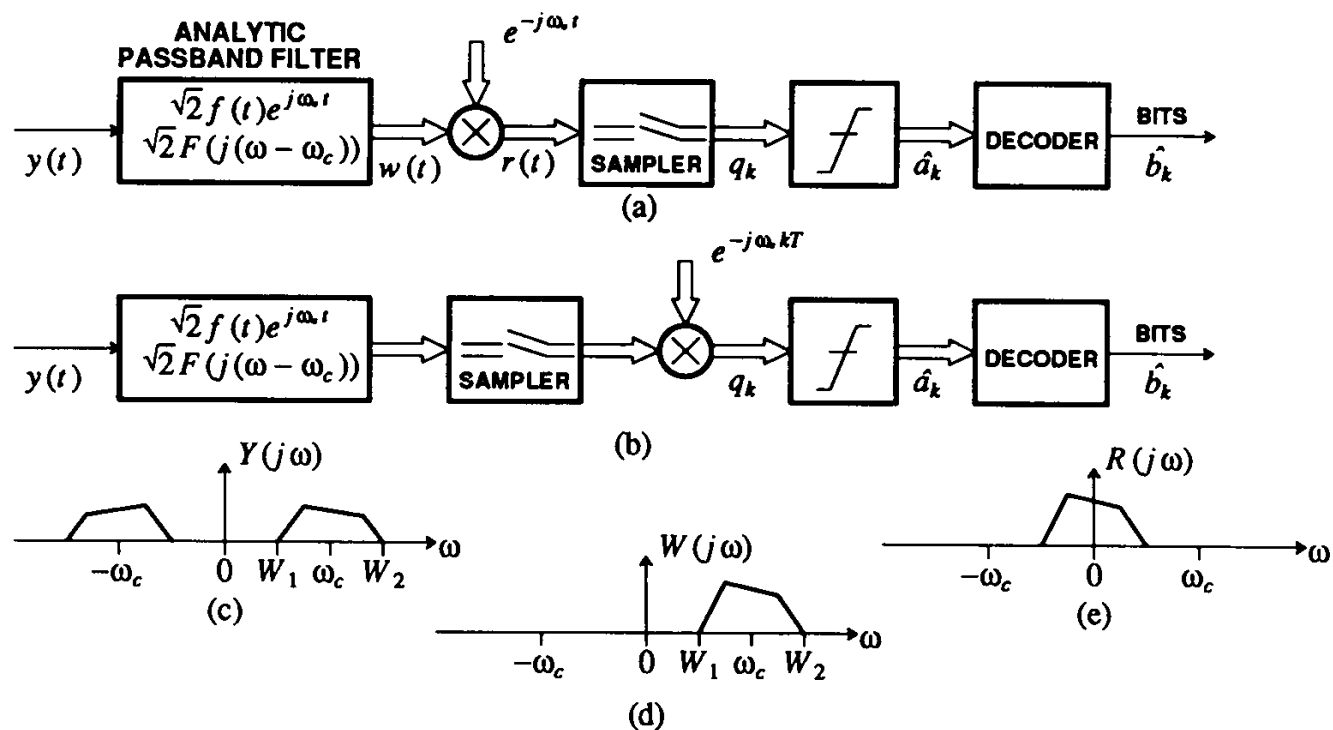 ANALYTIC
PASSBAND FILTER
e^{-jω_c t}
√2 f(t)e^{jω_c t}
√2 F(j(ω − ω_c))
y(t)
w(t)
r(t)
SAMPLER
q_k
â_k
DECODER
BITS
b̂_k
(a)
e^{-jω_c kT}
√2 f(t)e^{jω_c t}
√2 F(j(ω − ω_c))
y(t)
SAMPLER
q_k
â_k
DECODER
BITS
b̂_k
(b)
Y(jω)
−ω_c 0 W_1 ω_c W_2 ω
(c)
W(jω)
−ω_c 0 W_1 ω_c W_2 ω
(d)
R(jω)
−ω_c 0 ω_c ω
(e)